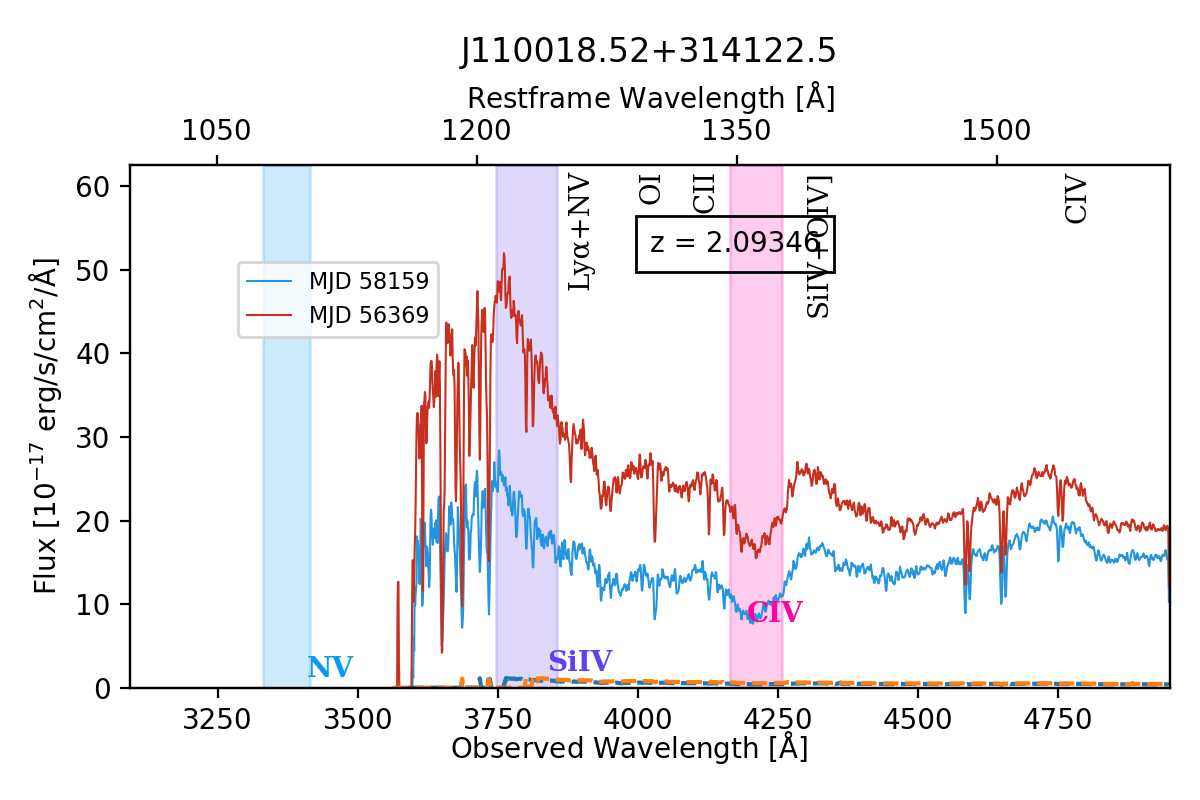 J110018.52+314122.5
Restframe Wavelength [Å]
1050 1200 1350 1500
60
50
40
30
20
10
0
Flux [10⁻¹⁷ erg/s/cm²/Å]
MJD 58159
MJD 56369
Lyα+NV
OI
CII
SiIV+OIV]
CIV
z = 2.09346
NV
SiIV
CIV
3250 3500 3750 4000 4250 4500 4750
Observed Wavelength [Å]